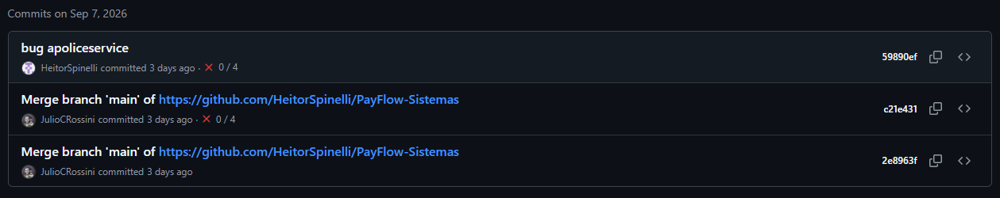 Commits on Sep 7, 2026
bug apoliceservice
59890ef
HeitorSpinelli committed 3 days ago · 0 / 4
Merge branch 'main' of https://github.com/HeitorSpinelli/PayFlow-Sistemas
c21e431
JulioCRossini committed 3 days ago · 0 / 4
Merge branch 'main' of https://github.com/HeitorSpinelli/PayFlow-Sistemas
2e8963f
JulioCRossini committed 3 days ago